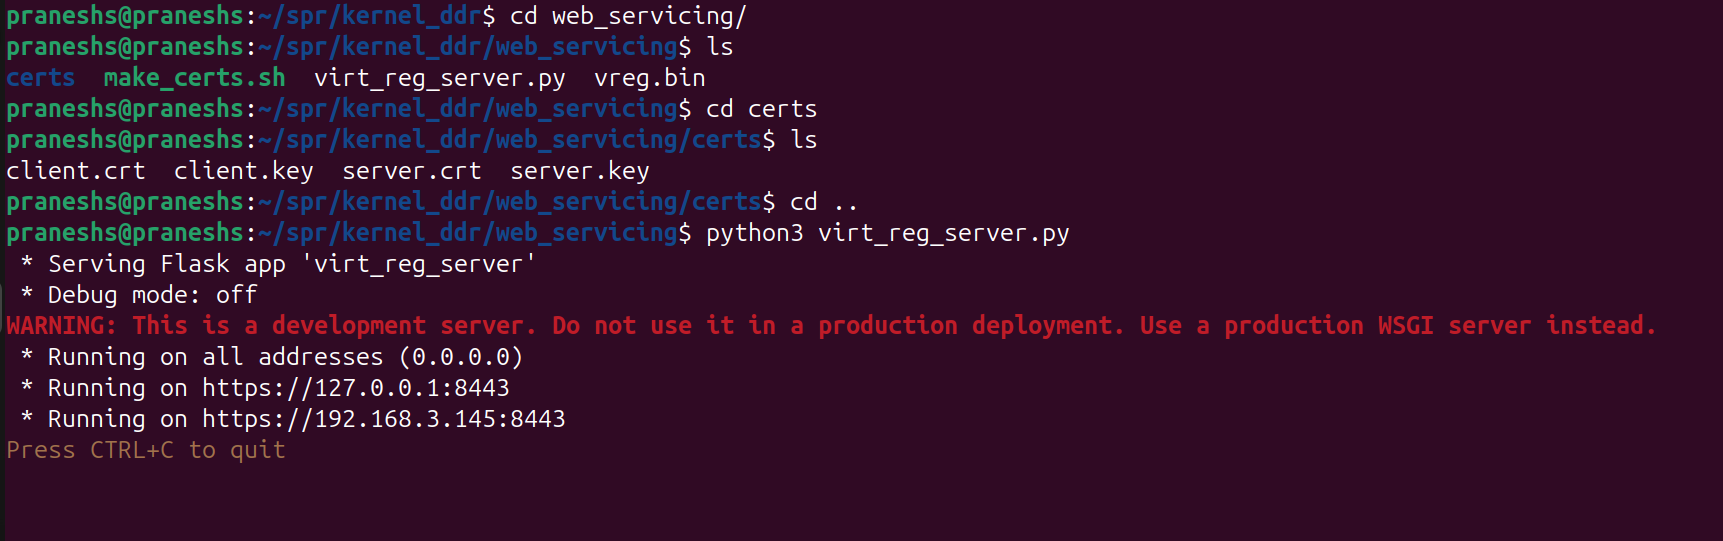 praneshs@praneshs:~/spr/kernel_ddr$ cd web_servicing/
praneshs@praneshs:~/spr/kernel_ddr/web_servicing$ ls
certs  make_certs.sh  virt_reg_server.py  vreg.bin
praneshs@praneshs:~/spr/kernel_ddr/web_servicing$ cd certs
praneshs@praneshs:~/spr/kernel_ddr/web_servicing/certs$ ls
client.crt  client.key  server.crt  server.key
praneshs@praneshs:~/spr/kernel_ddr/web_servicing/certs$ cd ..
praneshs@praneshs:~/spr/kernel_ddr/web_servicing$ python3 virt_reg_server.py
 * Serving Flask app 'virt_reg_server'
 * Debug mode: off
WARNING: This is a development server. Do not use it in a production deployment. Use a production WSGI server instead.
 * Running on all addresses (0.0.0.0)
 * Running on https://127.0.0.1:8443
 * Running on https://192.168.3.145:8443
Press CTRL+C to quit